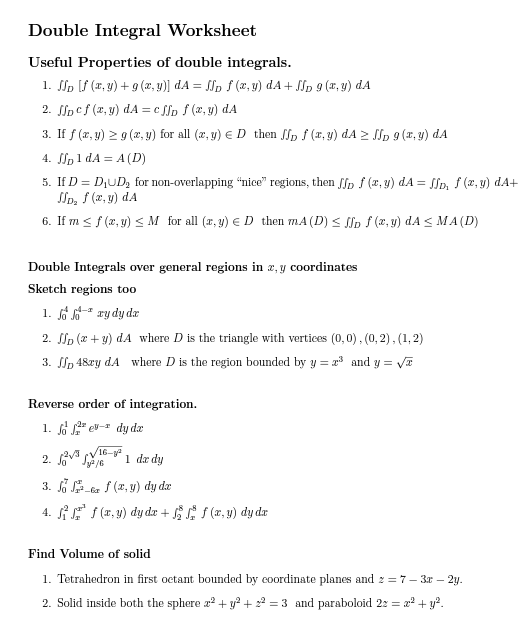 Double Integral Worksheet
Useful Properties of double integrals.
1. ∬_D [f (x, y) + g (x, y)] dA = ∬_D f (x, y) dA + ∬_D g (x, y) dA
2. ∬_D c f (x, y) dA = c ∬_D f (x, y) dA
3. If f (x, y) ≥ g (x, y) for all (x, y) ∈ D then ∬_D f (x, y) dA ≥ ∬_D g (x, y) dA
4. ∬_D 1 dA = A (D)
5. If D = D₁∪D₂ for non-overlapping “nice” regions, then ∬_D f (x, y) dA = ∬_{D₁} f (x, y) dA+
∬_{D₂} f (x, y) dA
6. If m ≤ f (x, y) ≤ M for all (x, y) ∈ D then mA (D) ≤ ∬_D f (x, y) dA ≤ MA (D)
Double Integrals over general regions in x, y coordinates
Sketch regions too
1. ∫_0^4 ∫_0^{4−x} xy dy dx
2. ∬_D (x + y) dA where D is the triangle with vertices (0, 0) , (0, 2) , (1, 2)
3. ∬_D 48xy dA where D is the region bounded by y = x³ and y = √x
Reverse order of integration.
1. ∫_0^1 ∫_x^{2x} e^{y−x} dy dx
2. ∫_0^{2√3} ∫_{y²/6}^{√(16−y²)} 1 dx dy
3. ∫_0^7 ∫_{x²−6x}^x f (x, y) dy dx
4. ∫_1^2 ∫_x^{x³} f (x, y) dy dx + ∫_2^8 ∫_x^8 f (x, y) dy dx
Find Volume of solid
1. Tetrahedron in first octant bounded by coordinate planes and z = 7 − 3x − 2y.
2. Solid inside both the sphere x² + y² + z² = 3 and paraboloid 2z = x² + y².